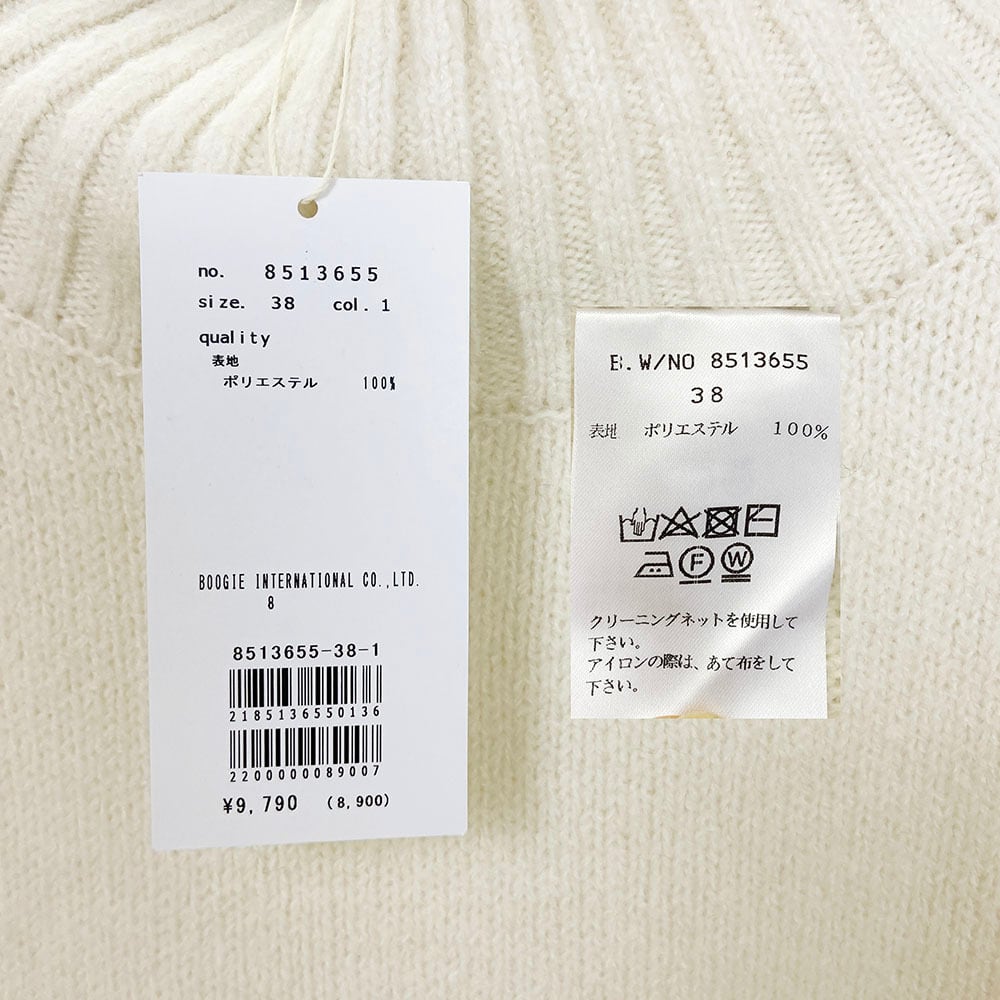 no. 8513655
size. 38 col. 1
quality
表地
ポリエステル 100%
BOOGIE INTERNATIONAL CO.,LTD.
8
8513655-38-1
2185136550136
2200000089007
¥9,790 (8,900)
B.W/NO 8513655
38
表地 ポリエステル 100%
F W
クリーニングネットを使用して
下さい。
アイロンの際は、あて布をして
下さい。